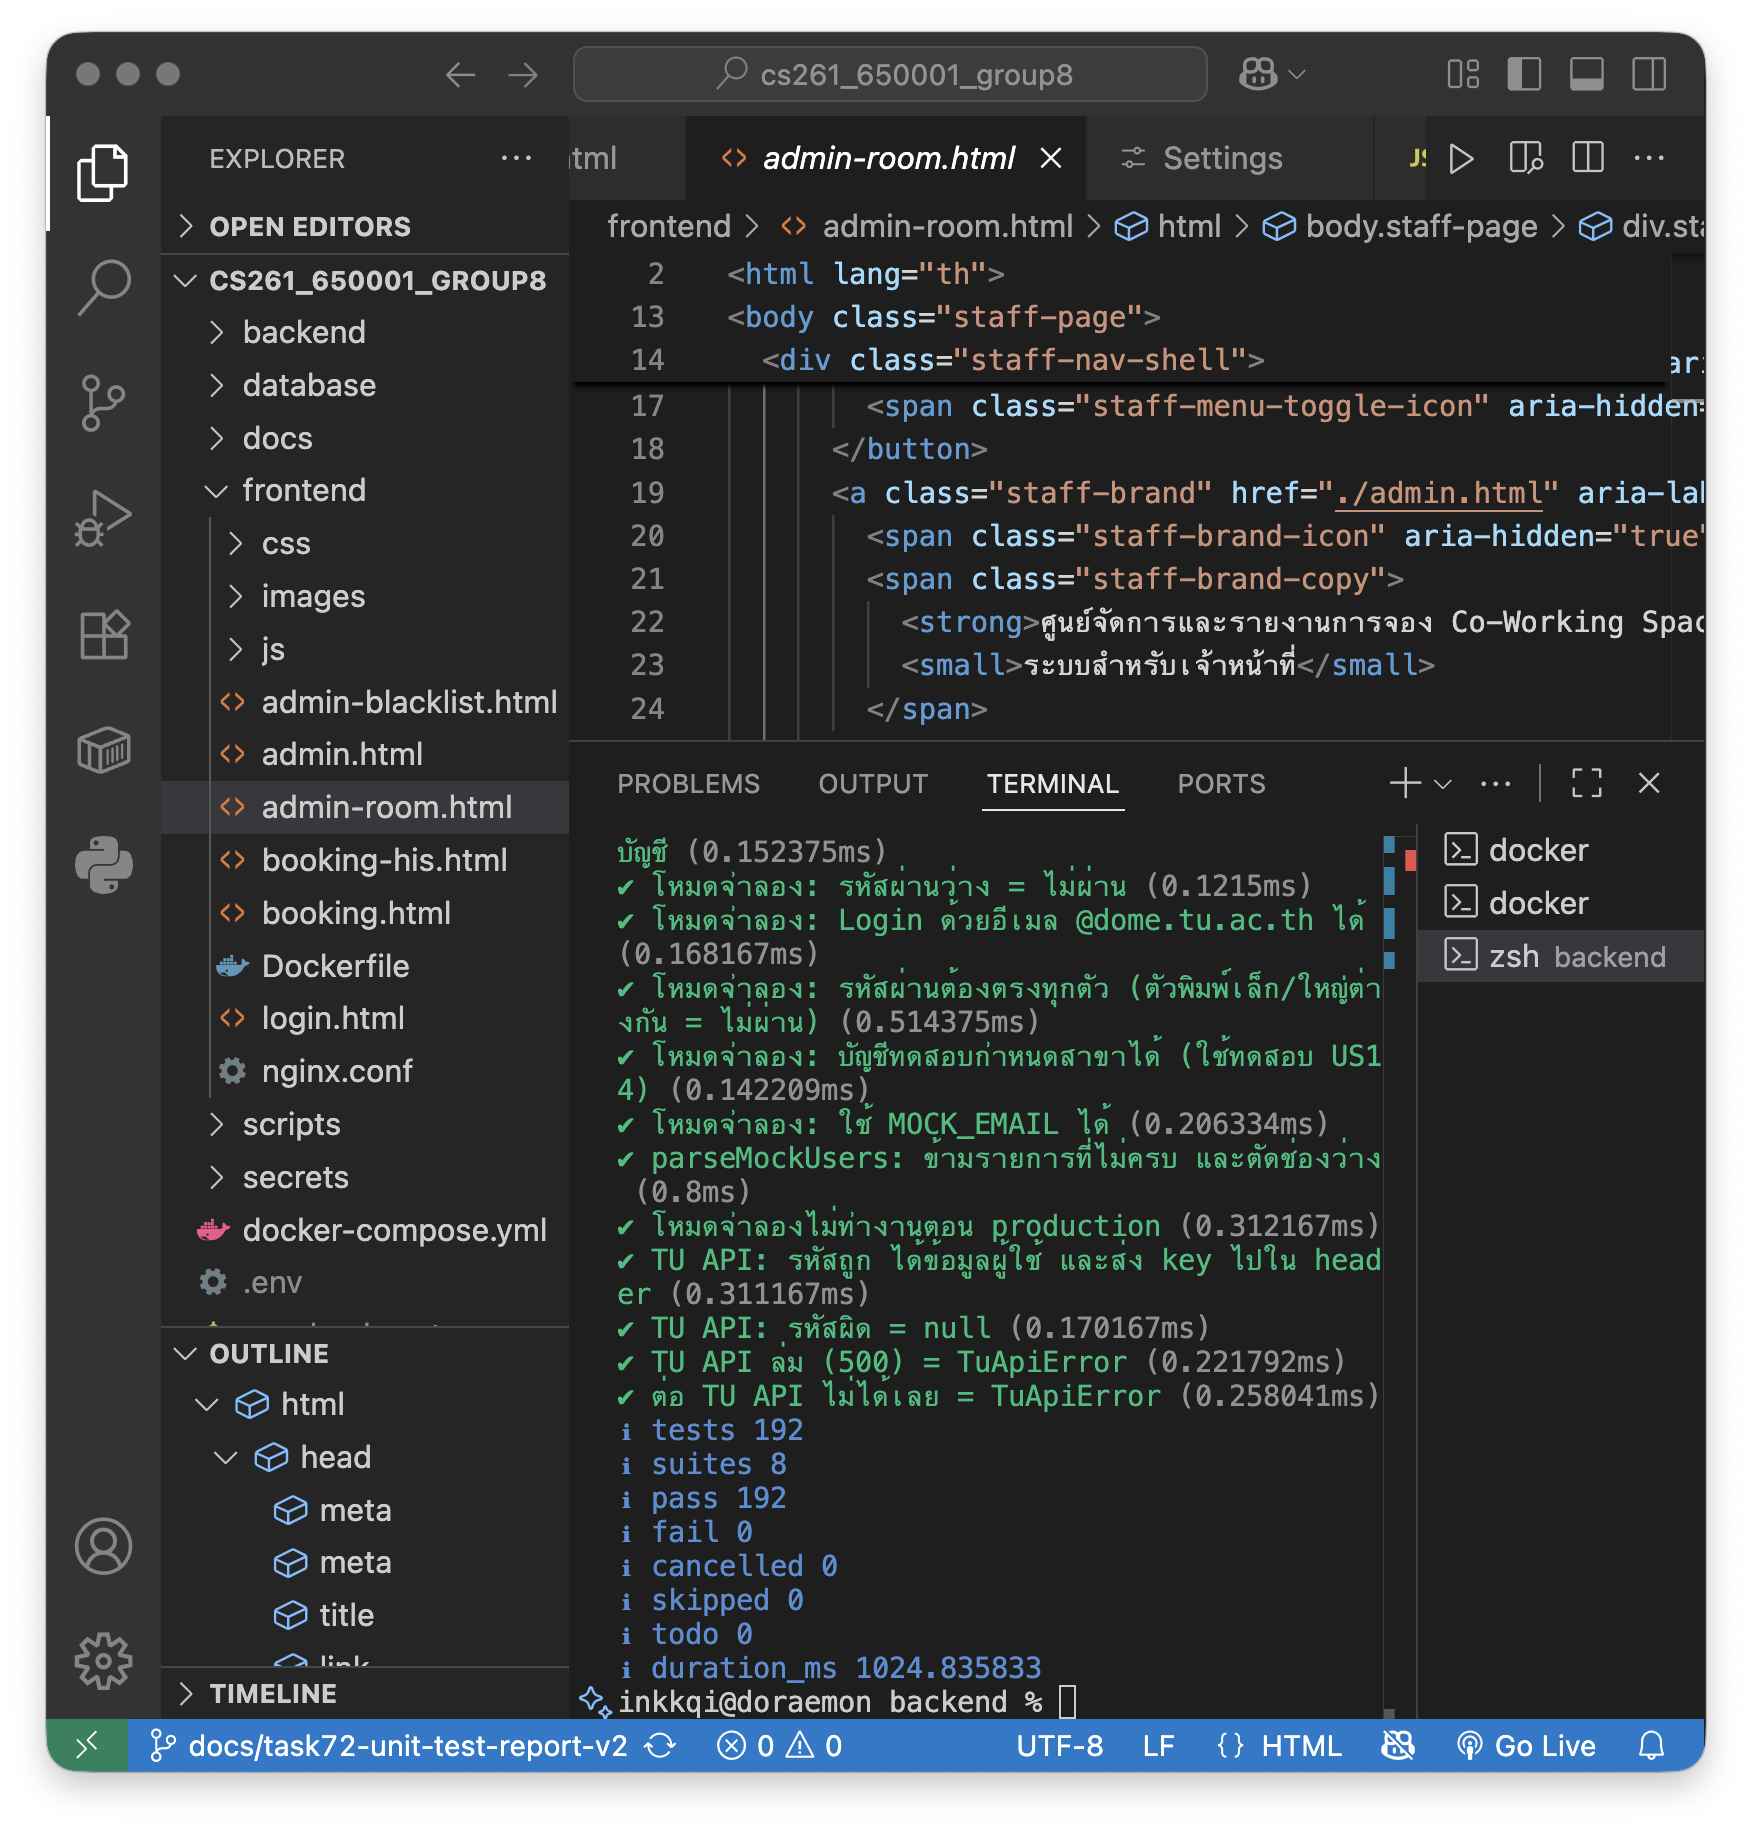 cs261_650001_group8
EXPLORER
OPEN EDITORS
CS261_650001_GROUP8
backend
database
docs
frontend
css
images
js
admin-blacklist.html
admin.html
admin-room.html
booking-his.html
booking.html
Dockerfile
login.html
nginx.conf
scripts
secrets
docker-compose.yml
.env
OUTLINE
html
head
meta
meta
title
link
TIMELINE
tml admin-room.html Settings JS
frontend > admin-room.html > html > body.staff-page > div.sta
2 <html lang="th">
13 <body class="staff-page">
14 <div class="staff-nav-shell">
17 <span class="staff-menu-toggle-icon" aria-hidden=
18 </button>
19 <a class="staff-brand" href="./admin.html" aria-lab
20 <span class="staff-brand-icon" aria-hidden="true"
21 <span class="staff-brand-copy">
22 <strong>ศูนย์จัดการและรายงานการจอง Co-Working Spac
23 <small>ระบบสำหรับเจ้าหน้าที่</small>
24 </span>
PROBLEMS OUTPUT TERMINAL PORTS
บัญชี (0.152375ms)
✔ โหมดจำลอง: รหัสผ่านว่าง = ไม่ผ่าน (0.1215ms)
✔ โหมดจำลอง: Login ด้วยอีเมล @dome.tu.ac.th ได้
(0.168167ms)
✔ โหมดจำลอง: รหัสผ่านต้องตรงทุกตัว (ตัวพิมพ์เล็ก/ใหญ่ต่า
งกัน = ไม่ผ่าน) (0.514375ms)
✔ โหมดจำลอง: บัญชีทดสอบกำหนดสาขาได้ (ใช้ทดสอบ US1
4) (0.142209ms)
✔ โหมดจำลอง: ใช้ MOCK_EMAIL ได้ (0.206334ms)
✔ parseMockUsers: ข้ามรายการที่ไม่ครบ และตัดช่องว่าง
(0.8ms)
✔ โหมดจำลองไม่ทำงานตอน production (0.312167ms)
✔ TU API: รหัสถูก ได้ข้อมูลผู้ใช้ และส่ง key ไปใน head
er (0.311167ms)
✔ TU API: รหัสผิด = null (0.170167ms)
✔ TU API ล่ม (500) = TuApiError (0.221792ms)
✔ ต่อ TU API ไม่ได้เลย = TuApiError (0.258041ms)
ℹ tests 192
ℹ suites 8
ℹ pass 192
ℹ fail 0
ℹ cancelled 0
ℹ skipped 0
ℹ todo 0
ℹ duration_ms 1024.835833
inkkqi@doraemon backend %
docker
docker
zsh backend
docs/task72-unit-test-report-v2 0 0 UTF-8 LF {} HTML Go Live